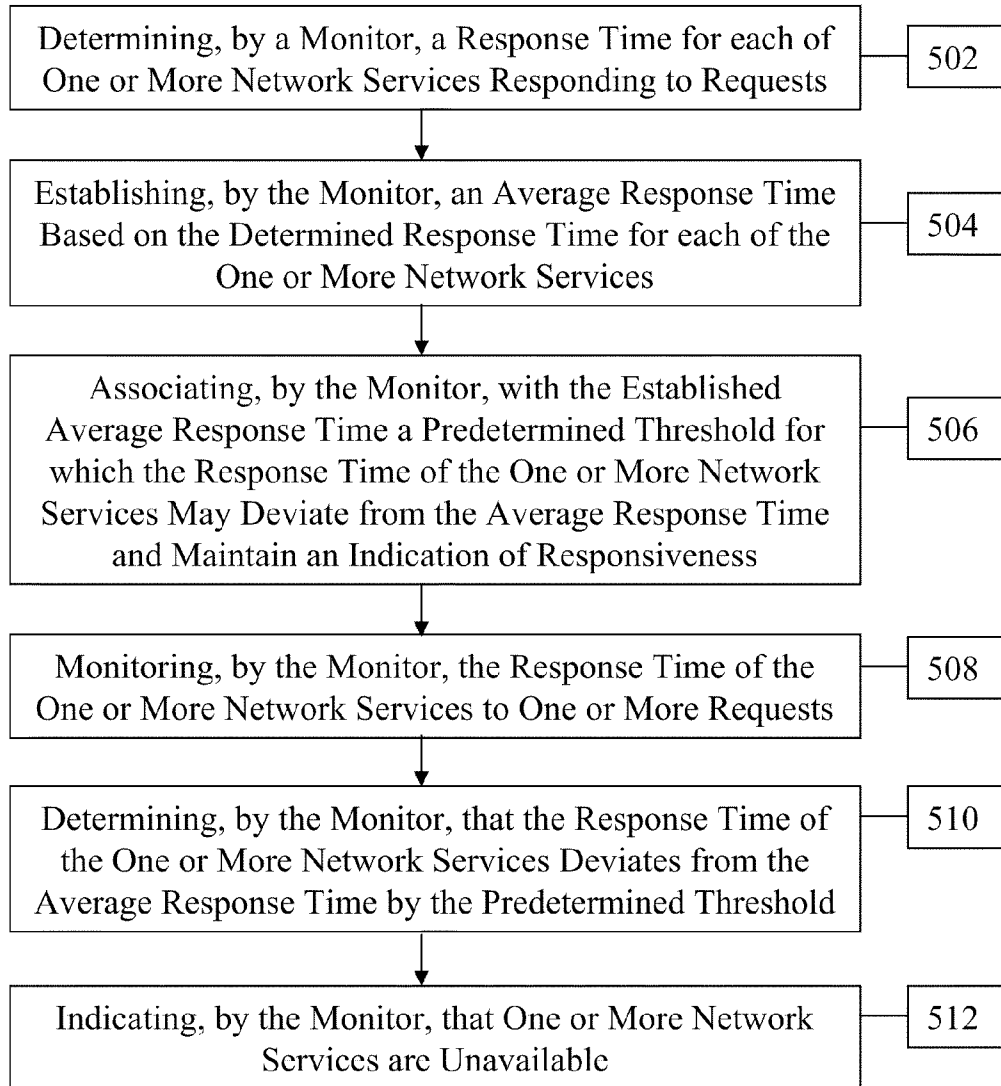 Determining, by a Monitor, a Response Time for each of
One or More Network Services Responding to Requests
502
Establishing, by the Monitor, an Average Response Time
Based on the Determined Response Time for each of the
One or More Network Services
504
Associating, by the Monitor, with the Established
Average Response Time a Predetermined Threshold for
which the Response Time of the One or More Network
Services May Deviate from the Average Response Time
and Maintain an Indication of Responsiveness
506
Monitoring, by the Monitor, the Response Time of the
One or More Network Services to One or More Requests
508
Determining, by the Monitor, that the Response Time of
the One or More Network Services Deviates from the
Average Response Time by the Predetermined Threshold
510
Indicating, by the Monitor, that One or More Network
Services are Unavailable
512